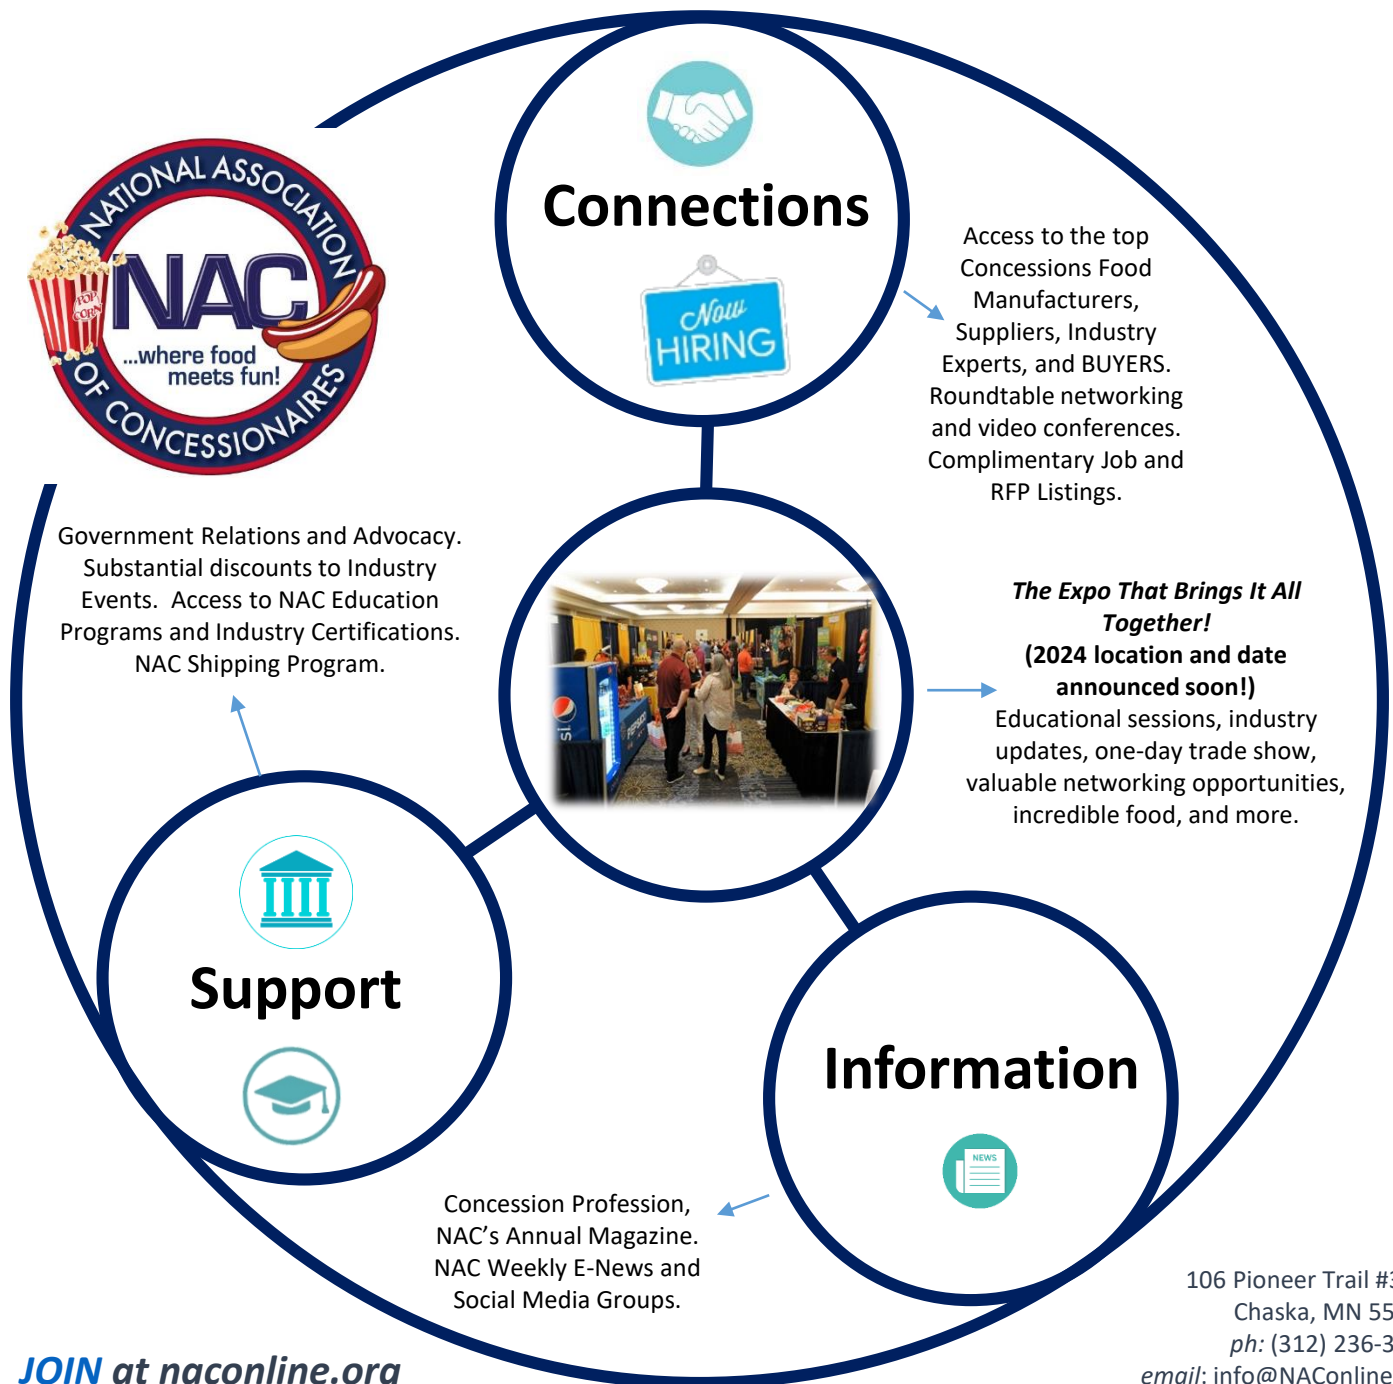 NATIONAL ASSOCIATION
OF CONCESSIONAIRES
POP
CORN
NAC
...where food
meets fun!
Connections
Now
HIRING
Access to the top
Concessions Food
Manufacturers,
Suppliers, Industry
Experts, and BUYERS.
Roundtable networking
and video conferences.
Complimentary Job and
RFP Listings.
Government Relations and Advocacy.
Substantial discounts to Industry
Events.  Access to NAC Education
Programs and Industry Certifications.
NAC Shipping Program.
The Expo That Brings It All
Together!
(2024 location and date
announced soon!)
Educational sessions, industry
updates, one-day trade show,
valuable networking opportunities,
incredible food, and more.
pepsi
Support
Information
NEWS
Concession Profession,
NAC’s Annual Magazine.
NAC Weekly E-News and
Social Media Groups.
106 Pioneer Trail #3
Chaska, MN 55
ph: (312) 236-3
email: info@NAConline
JOIN at naconline.org